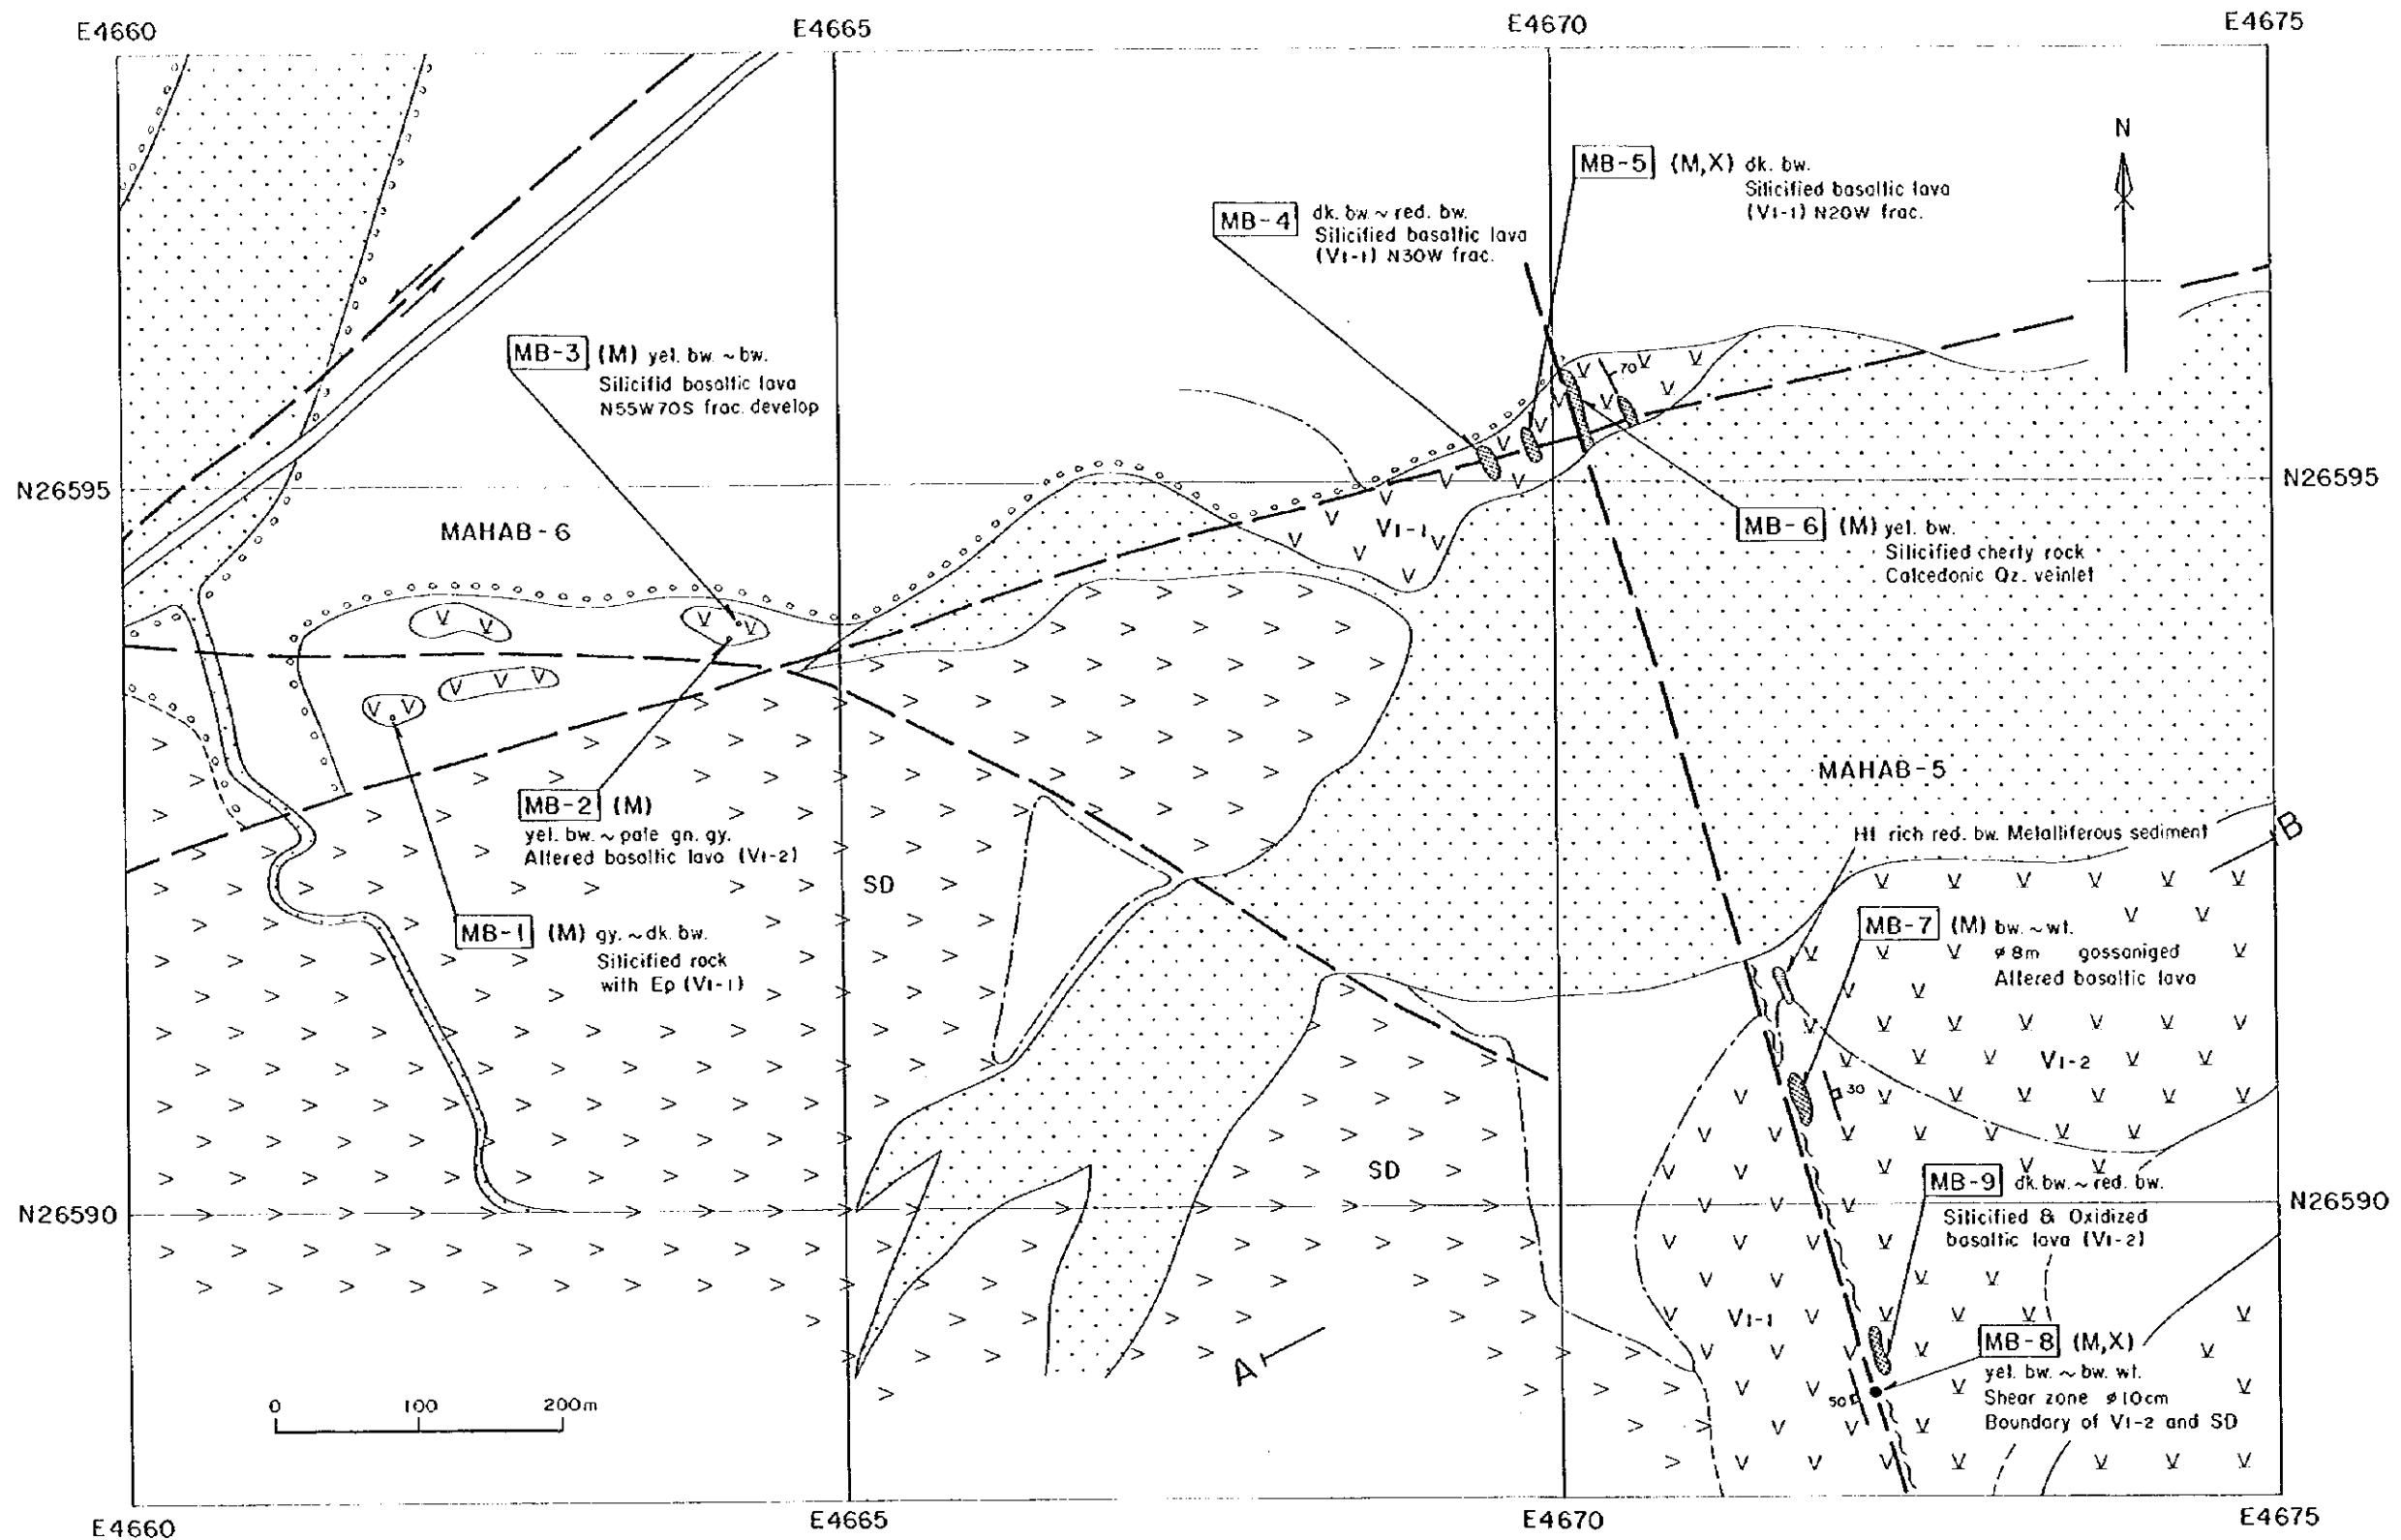 E4660
E4665
E4670
E4675
N
MB-5 (M,X) dk. bw.
Silicified basaltic lava
(V1-1) N20W frac.
MB-4 dk. bw. ~ red. bw.
Silicified basaltic lava
(V1-1) N30W frac.
MB-3 (M) yel. bw. ~ bw.
Silicifid basaltic lava
N55W70S frac. develop
70
N26595
N26595
MAHAB-6
V1-1
MB-6 (M) yel. bw.
Silicified cherty rock
Calcedonic Qz. veinlet
MAHAB-5
MB-2 (M)
yel. bw. ~ pale gn. gy.
Altered basaltic lava (V1-2)
Ht rich red. bw. Metalliferous sediment
B
SD
MB-1 (M) gy. ~ dk. bw.
Silicified rock
with Ep (V1-1)
MB-7 (M) bw. ~ wt.
ø 8m gossaniged
Altered basaltic lava
V1-2
30
SD
MB-9 dk. bw. ~ red. bw.
Silicified & Oxidized
basaltic lava (V1-2)
N26590
N26590
V1-1
A
MB-8 (M,X)
yel. bw. ~ bw. wt.
Shear zone ø 10cm
Boundary of V1-2 and SD
50
0 100 200m
E4660
E4665
E4670
E4675